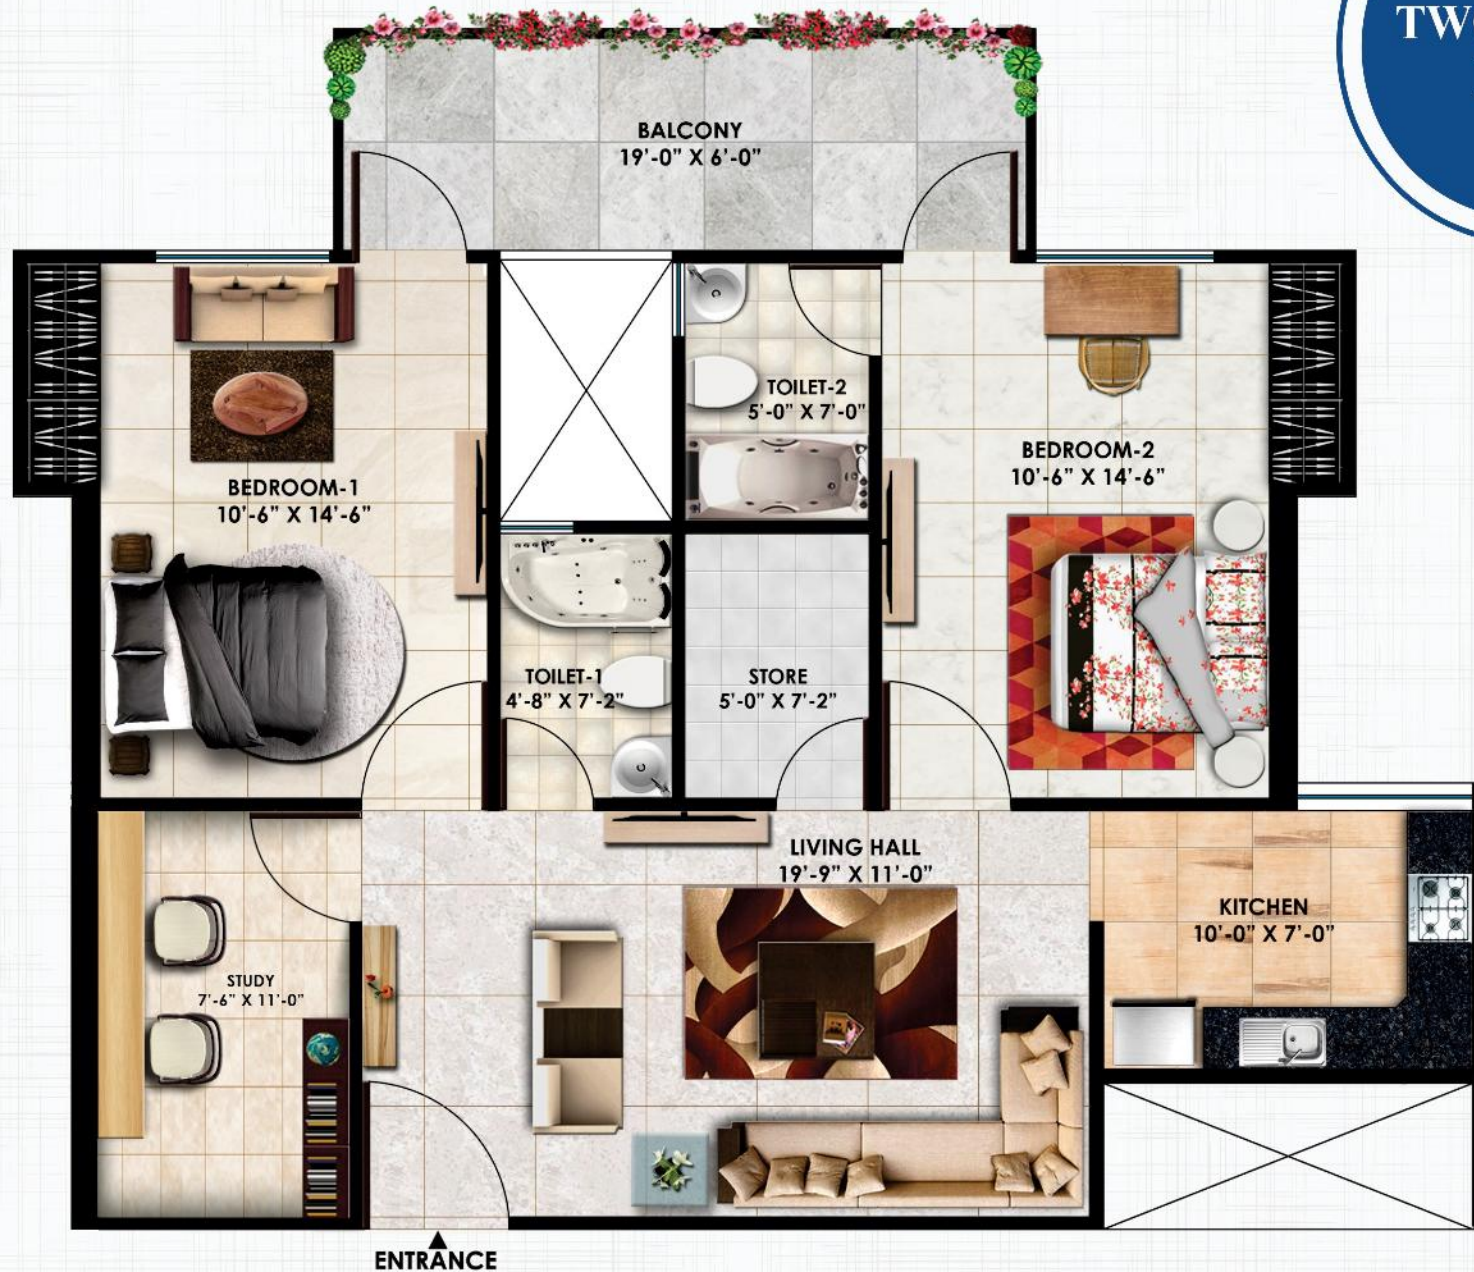 TW
BALCONY
19'-0" X 6'-0"
TOILET-2
5'-0" X 7'-0"
BEDROOM-2
10'-6" X 14'-6"
BEDROOM-1
10'-6" X 14'-6"
TOILET-1
4'-8" X 7'-2"
STORE
5'-0" X 7'-2"
LIVING HALL
19'-9" X 11'-0"
KITCHEN
10'-0" X 7'-0"
STUDY
7'-6" X 11'-0"
ENTRANCE